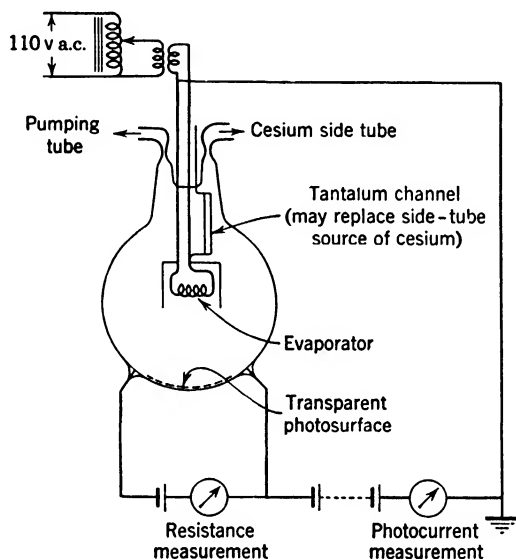 110 v a.c.
Pumping
tube
Cesium side tube
Tantalum channel
(may replace side-tube
source of cesium)
Evaporator
Transparent
photosurface
Resistance
measurement
Photocurrent
measurement